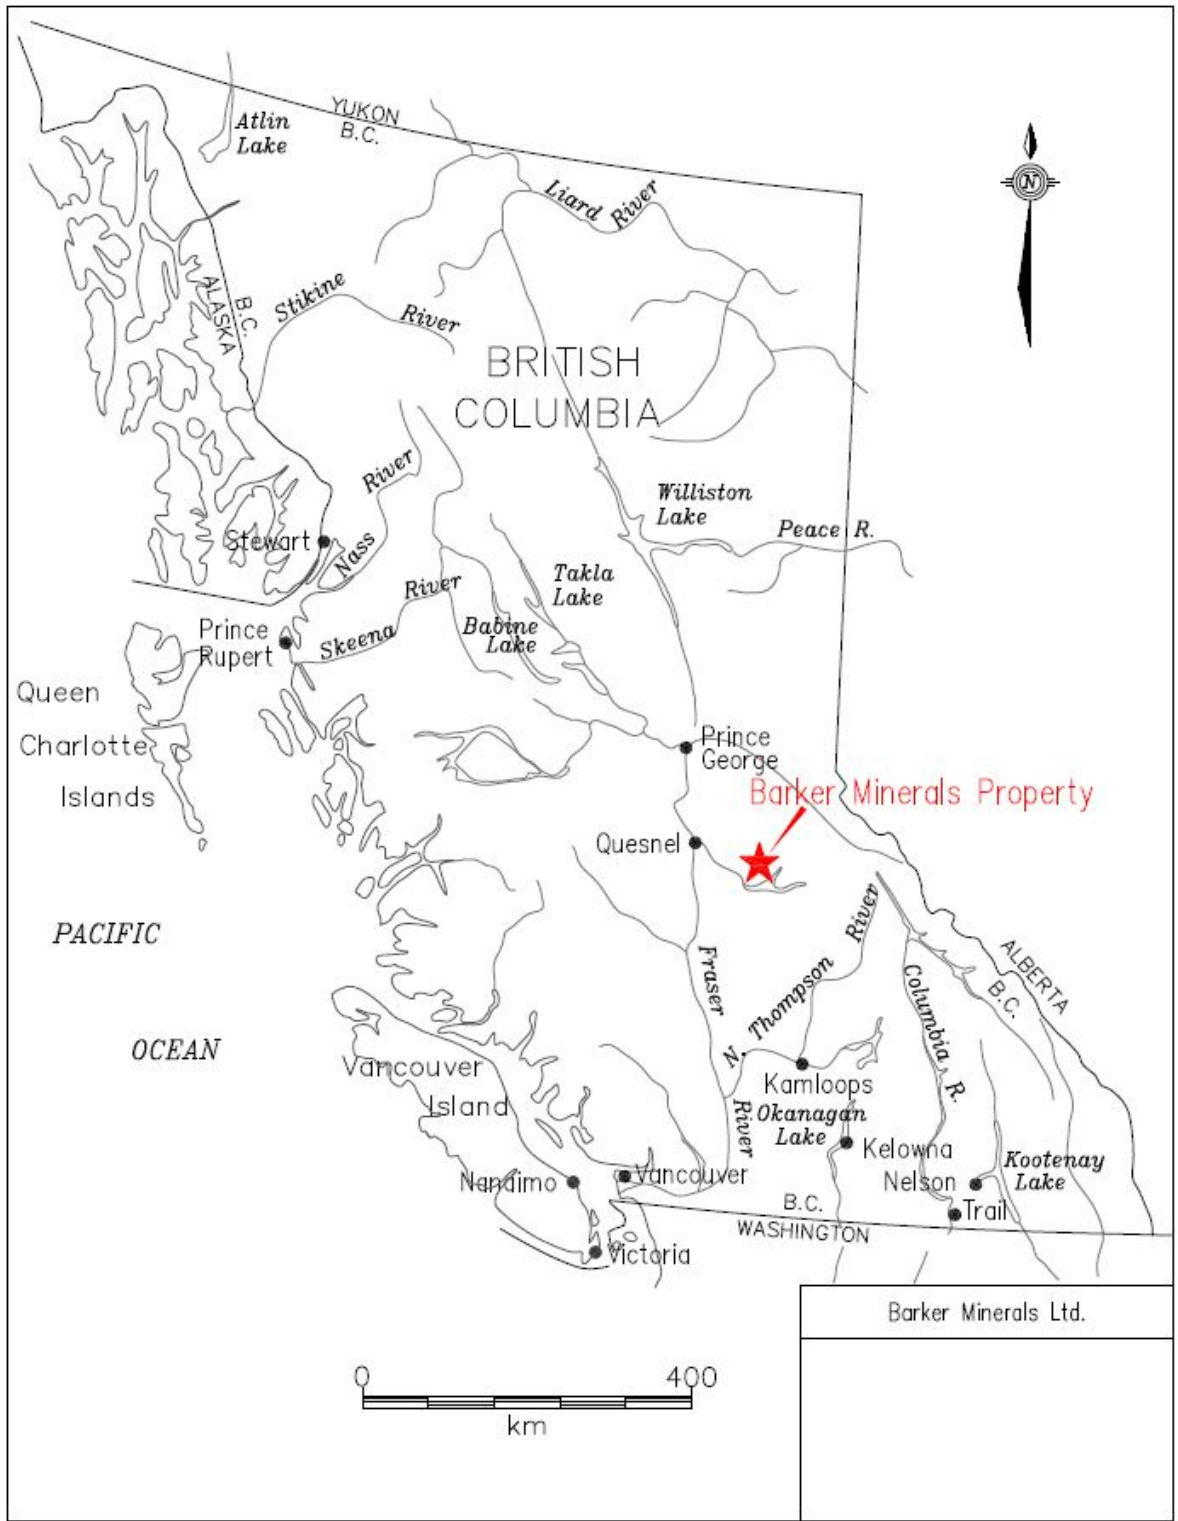 YUKON
B.C.
Atlin
Lake
N
Liard River
B.C.
ALASKA
Stikine River
BRITISH
COLUMBIA
Nass River
Williston
Lake
Peace R.
Stewart
Takla
Lake
Skeena River
Babine
Lake
Prince
Rupert
Queen
Charlotte
Islands
Prince
George
Barker Minerals Property
Quesnel
PACIFIC
OCEAN
Fraser River
N. Thompson River
Columbia R.
ALBERTA
B.C.
Vancouver
Island
Kamloops
Okanagan
Lake
Kelowna
Kootenay
Lake
Nelson
Trail
Nanaimo
Vancouver
B.C.
WASHINGTON
Victoria
Barker Minerals Ltd.
0 400
km